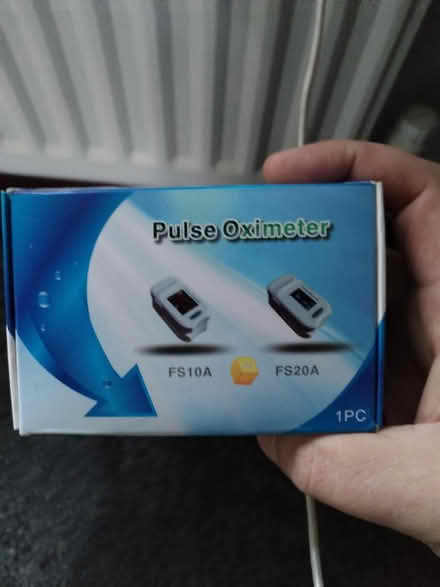 Pulse Oximeter
FS10A FS20A
1PC